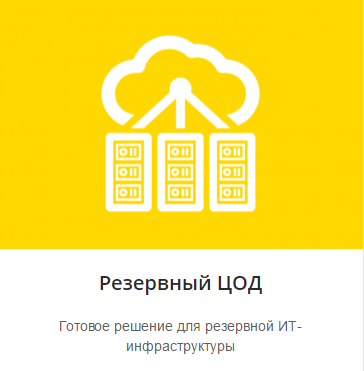 Резервный ЦОД
Готовое решение для резервной ИТ-
инфраструктуры